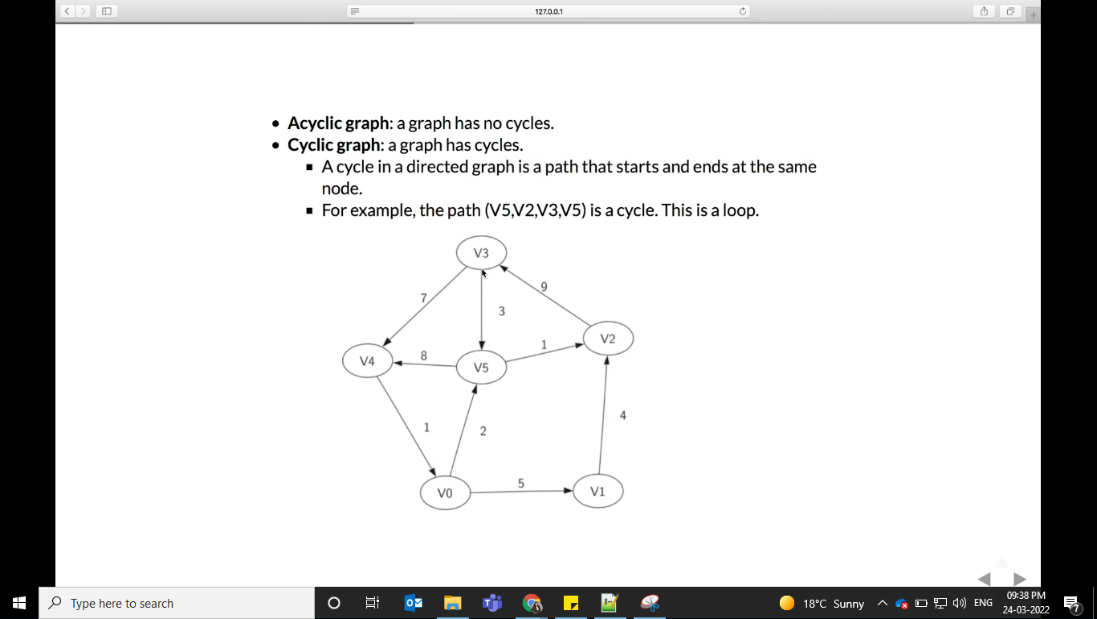 127.0.0.1
Acyclic graph: a graph has no cycles.
Cyclic graph: a graph has cycles.
A cycle in a directed graph is a path that starts and ends at the same
node.
For example, the path (V5,V2,V3,V5) is a cycle. This is a loop.
V3
7
9
3
V2
1
8
V4
V5
4
1
2
5
V0
V1
Type here to search
18°C Sunny
ENG
09:38 PM
24-03-2022
7